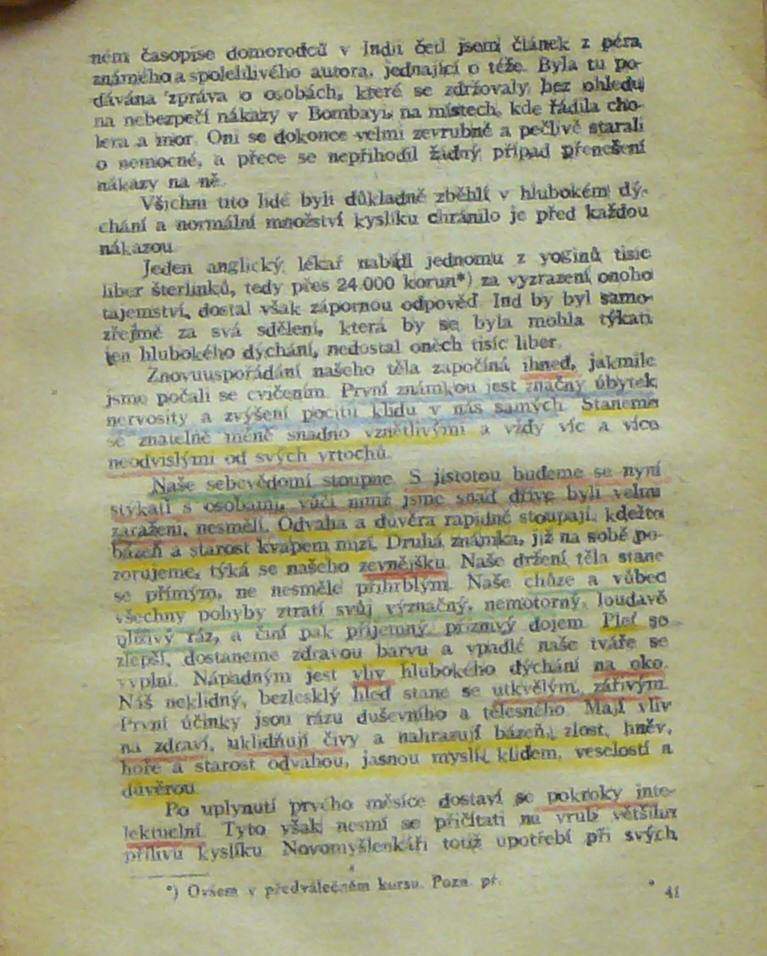 ném časopise domorodců v Indii četl jsem článek z péra
známého a spolehlivého autora, jednající o téže. Byla tu po-
dávána zpráva o osobách, které se zdržovaly bez ohledu
na nebezpečí nákazy v Bombayi, na místech, kde řádila cho-
lera a mor. Oni se dokonce velmi zevrubně a pečlivě starali
o nemocné, a přece se nepřihodil žádný případ přenešení
nákazy na ně.
Všichni tito lidé byli důkladně zběhlí v hlubokém dý-
chání a normální množství kyslíku chránilo je před každou
nákazou.
Jeden anglický lékař nabídl jednomu z yoginů tisíc
liber šterlinků, tedy přes 24.000 korun*) za vyzrazení onoho
tajemství, dostal však zápornou odpověď. Ind by byl samo-
zřejmě za svá sdělení, která by se byla mohla týkati
jen hlubokého dýchání, nedostal oněch tisíc liber.
Znovuuspořádání našeho těla započíná ihned, jakmile
jsme počali se cvičením. První známkou jest značný úbytek
nervosity a zvýšení pocitu klidu v nás samých. Staneme
se znatelně méně snadno vznětlivými a vždy víc a více
neodvislými od svých vrtochů.
Naše sebevědomí stoupne. S jistotou budeme se nyní
stýkati s osobami, vůči nimž jsme snad dříve byli velmi
zaraženi, nesmělí. Odvaha a důvěra rapidně stoupají, kdežto
bázeň a starost kvapem mizí. Druhá známka, již na sobě po-
zorujeme, týká se našeho zevnějšku. Naše držení těla stane
se přímým, ne nesměle přihrblým. Naše chůze a vůbec
všechny pohyby ztratí svůj význačný, nemotorný, loudavě
plíživý ráz, a činí pak příjemný, příznivý dojem. Pleť se
zlepší, dostaneme zdravou barvu a vpadlé naše tváře se
vyplní. Nápadným jest vliv hlubokého dýchání na oko.
Náš neklidný, bezlesklý hled stane se utkvělým, zářivým.
První účinky jsou rázu duševního a tělesného. Mají vliv
na zdraví, uklidňují čivy a nahrazují bázeň, zlost, hněv,
hoře a starost odvahou, jasnou myslí, klidem, veselostí a
důvěrou.
Po uplynutí prvého měsíce dostaví se pokroky inte-
lektuelní. Tyto však nesmí se přičítati na vrub většímu
přílivu kyslíku. Novomyšlenkáři totiž upotřebí při svých
*) Ovšem v předválečném kursu. Pozn. př.
41